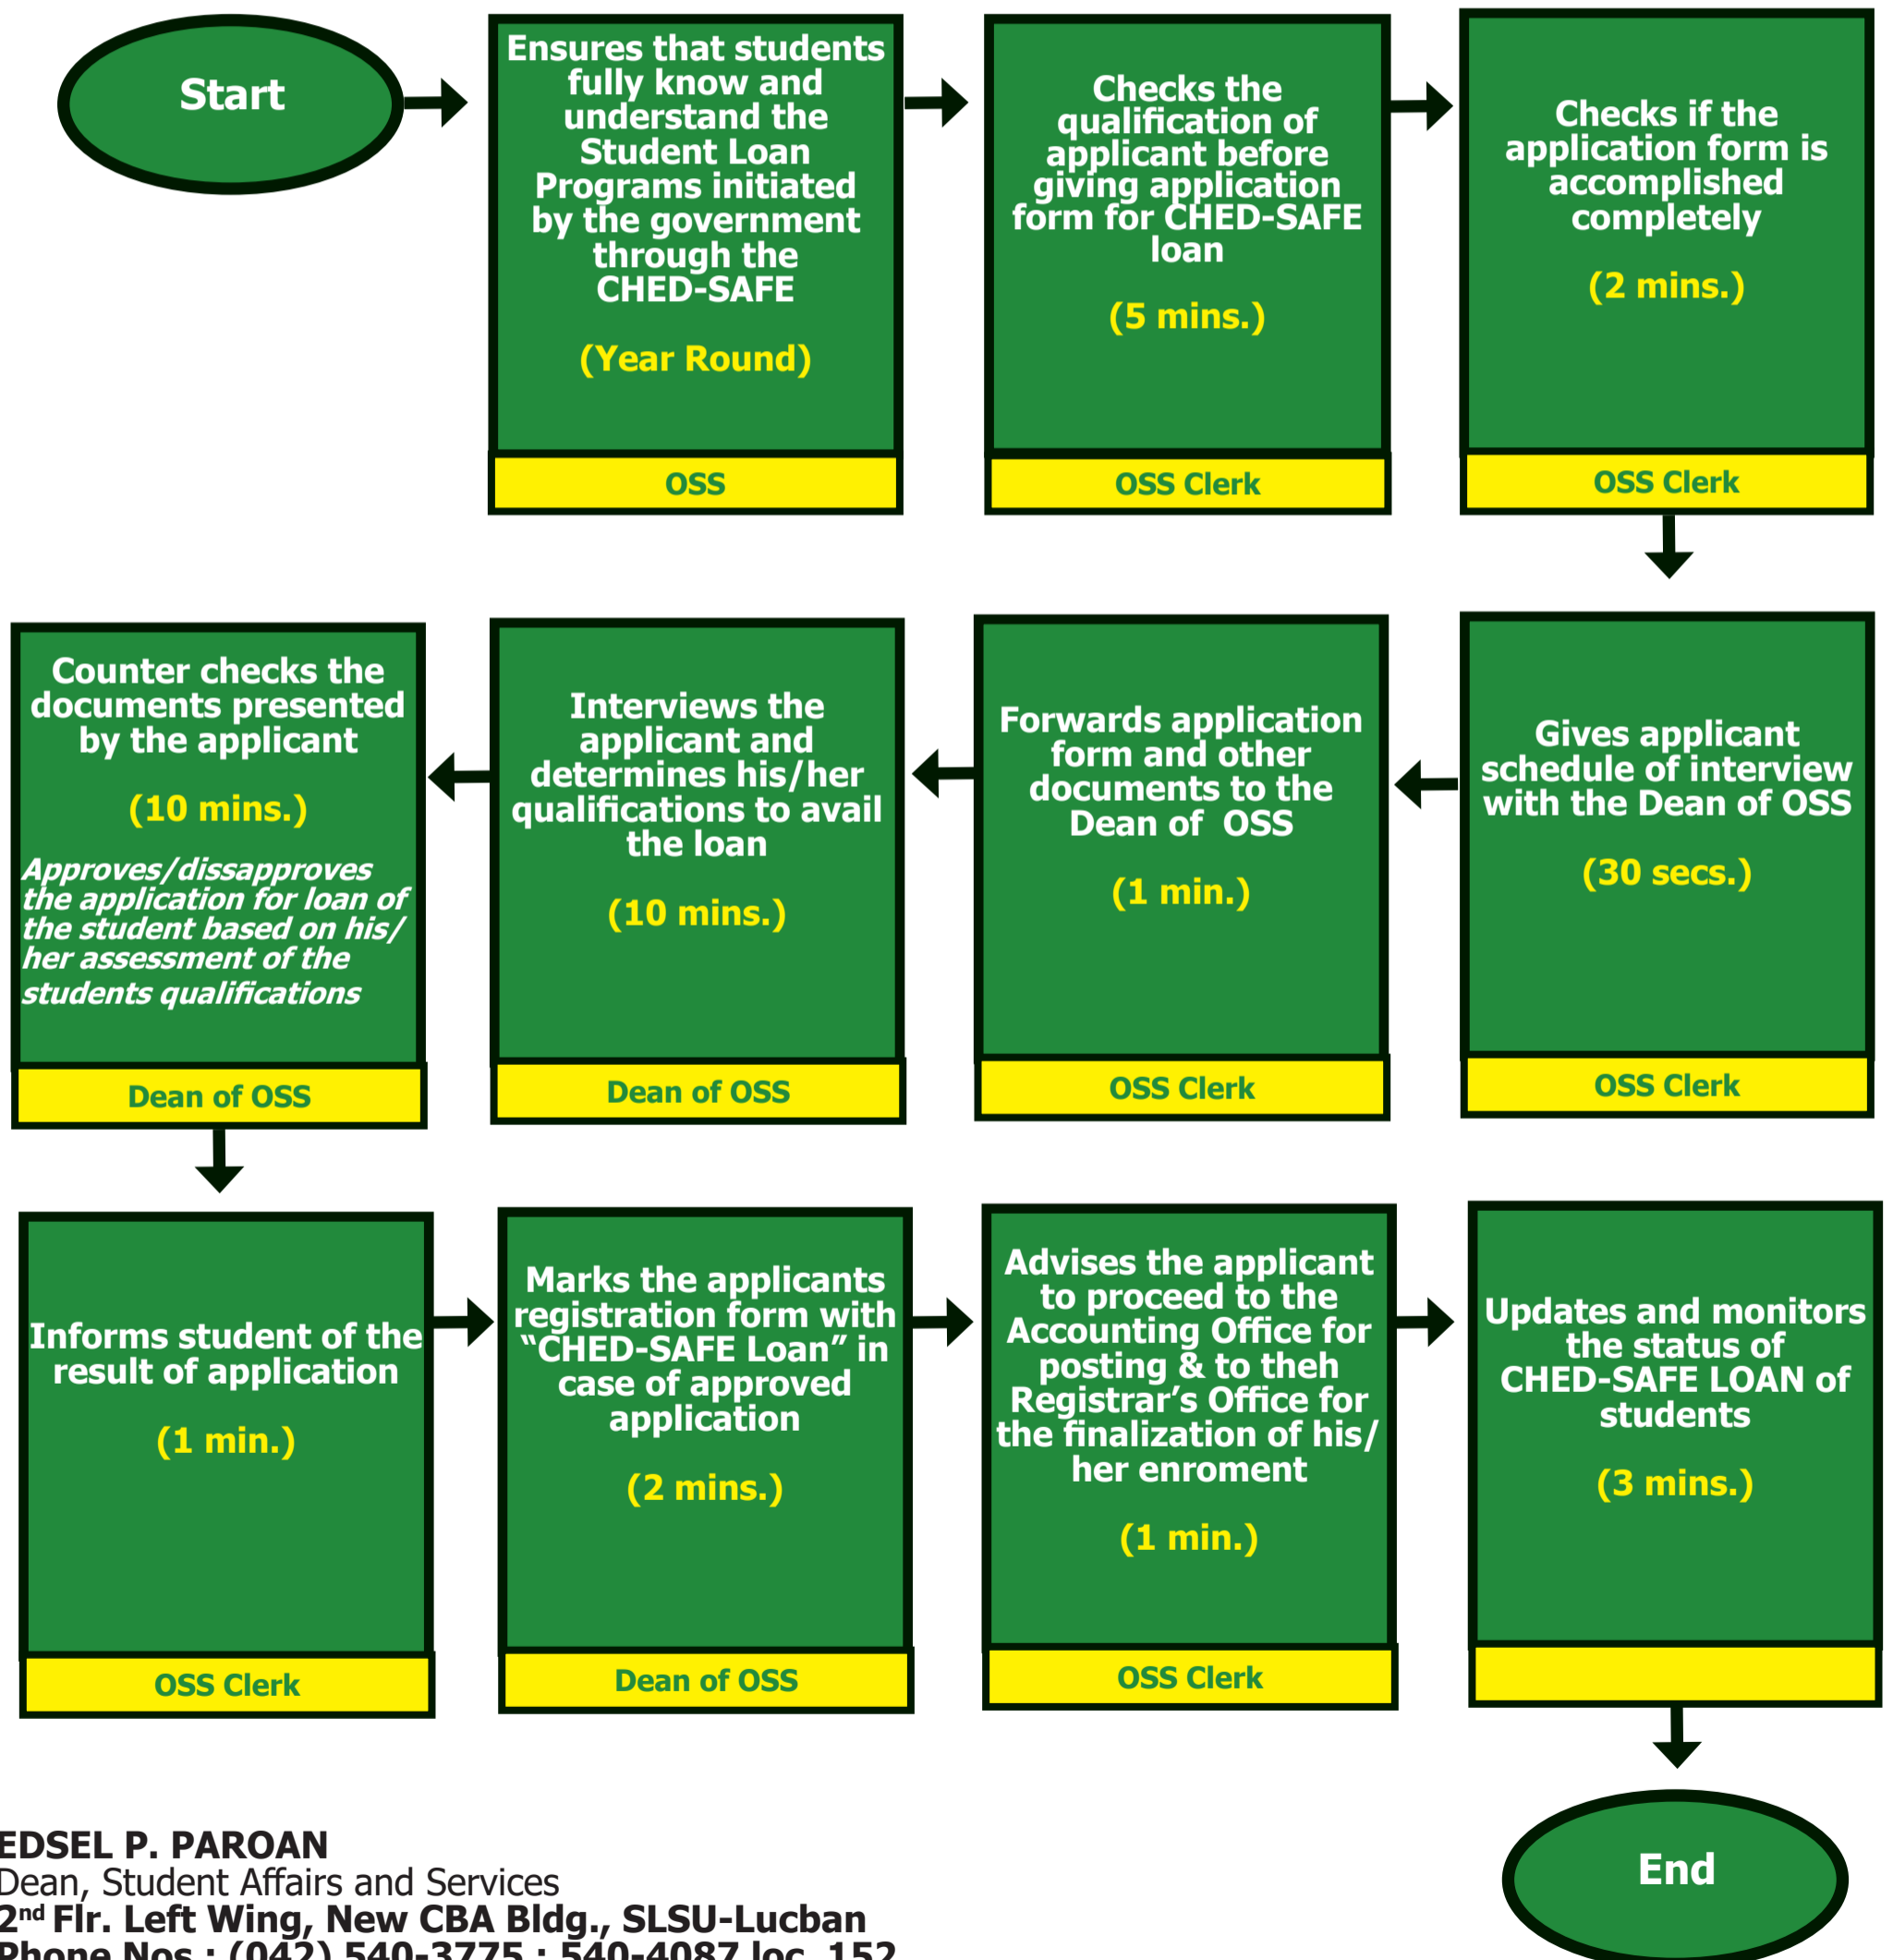 Start
Ensures that students
fully know and
understand the
Student Loan
Programs initiated
by the government
through the
CHED-SAFE
(Year Round)
OSS
Checks the
qualification of
applicant before
giving application
form for CHED-SAFE
loan
(5 mins.)
OSS Clerk
Checks if the
application form is
accomplished
completely
(2 mins.)
OSS Clerk
Gives applicant
schedule of interview
with the Dean of OSS
(30 secs.)
OSS Clerk
Forwards application
form and other
documents to the
Dean of OSS
(1 min.)
OSS Clerk
Interviews the
applicant and
determines his/her
qualifications to avail
the loan
(10 mins.)
Dean of OSS
Counter checks the
documents presented
by the applicant
(10 mins.)
Approves/dissapproves
the application for loan of
the student based on his/
her assessment of the
students qualifications
Dean of OSS
Informs student of the
result of application
(1 min.)
OSS Clerk
Marks the applicants
registration form with
“CHED-SAFE Loan” in
case of approved
application
(2 mins.)
Dean of OSS
Advises the applicant
to proceed to the
Accounting Office for
posting & to theh
Registrar’s Office for
the finalization of his/
her enroment
(1 min.)
OSS Clerk
Updates and monitors
the status of
CHED-SAFE LOAN of
students
(3 mins.)
End
EDSEL P. PAROAN
Dean, Student Affairs and Services
2nd Flr. Left Wing, New CBA Bldg., SLSU-Lucban
Phone Nos.: (042) 540-3775 ; 540-4087 loc. 152